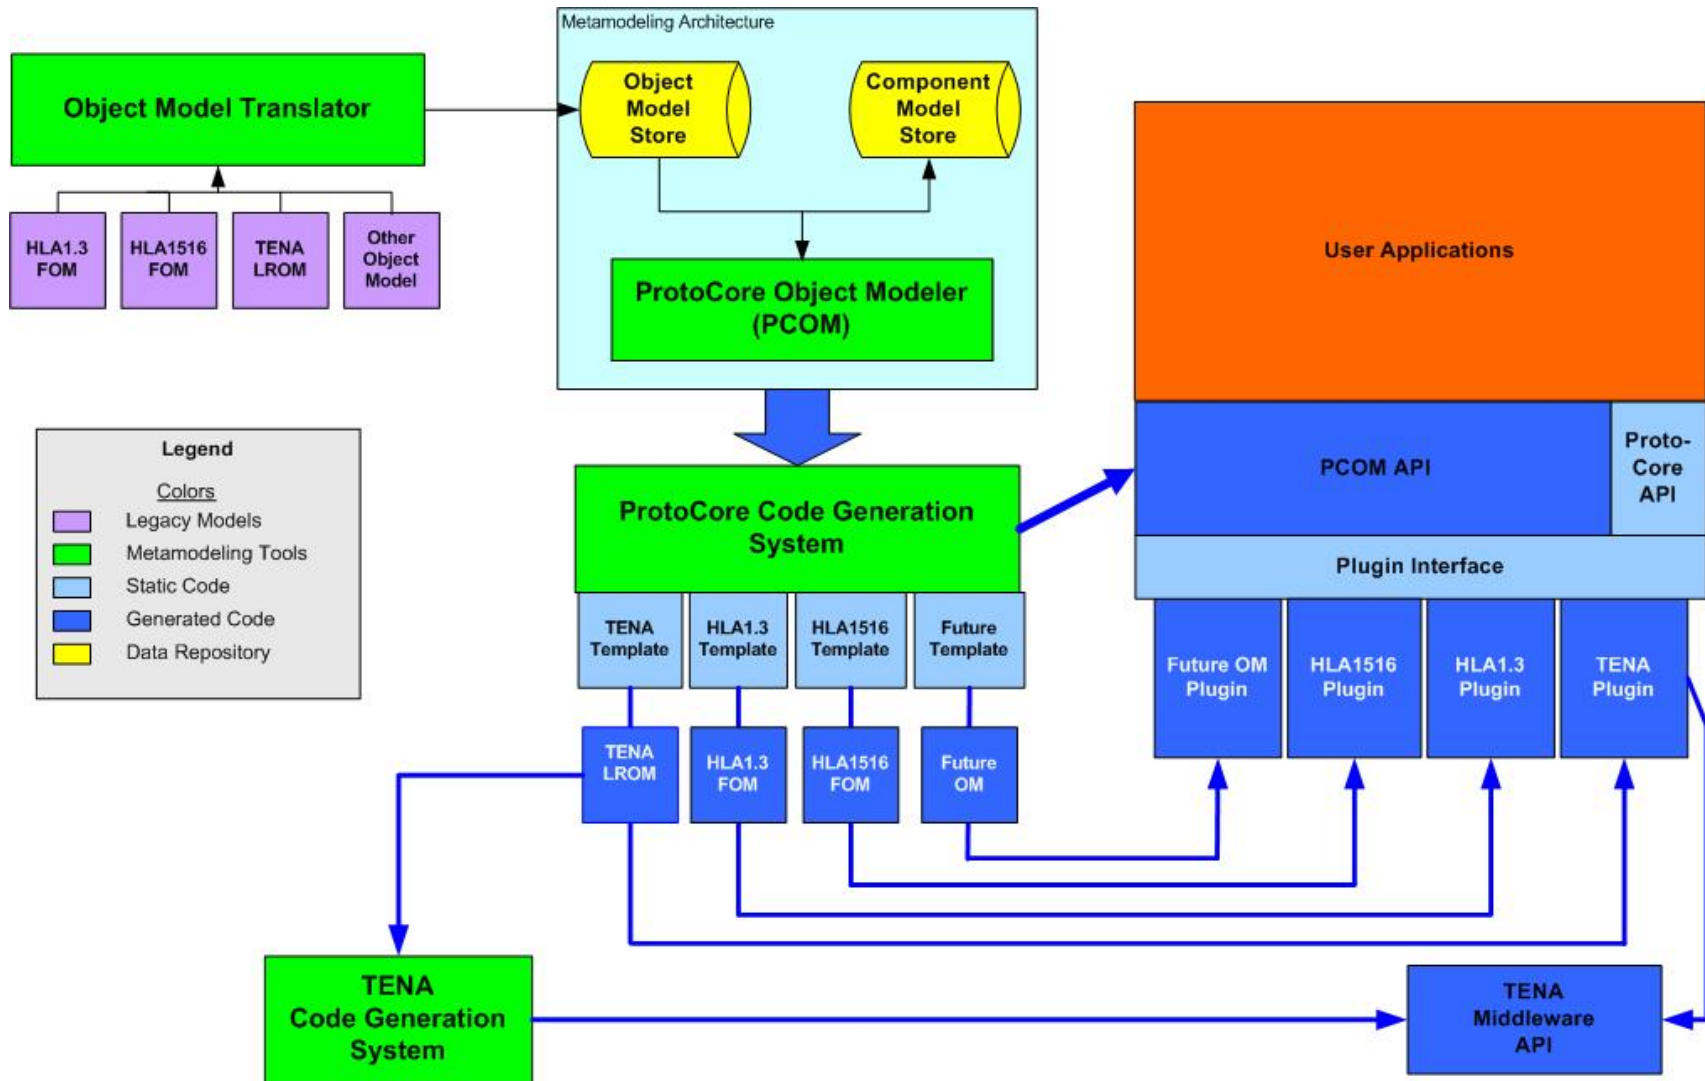 Metamodeling Architecture
Object Model Translator
Object
Model
Store
Component
Model
Store
HLA1.3
FOM
HLA1516
FOM
TENA
LROM
Other
Object
Model
ProtoCore Object Modeler
(PCOM)
User Applications
Legend
Colors
Legacy Models
Metamodeling Tools
Static Code
Generated Code
Data Repository
ProtoCore Code Generation
System
PCOM API
Proto-
Core
API
Plugin Interface
TENA
Template
HLA1.3
Template
HLA1516
Template
Future
Template
Future OM
Plugin
HLA1516
Plugin
HLA1.3
Plugin
TENA
Plugin
TENA
LROM
HLA1.3
FOM
HLA1516
FOM
Future
OM
TENA
Code Generation
System
TENA
Middleware
API